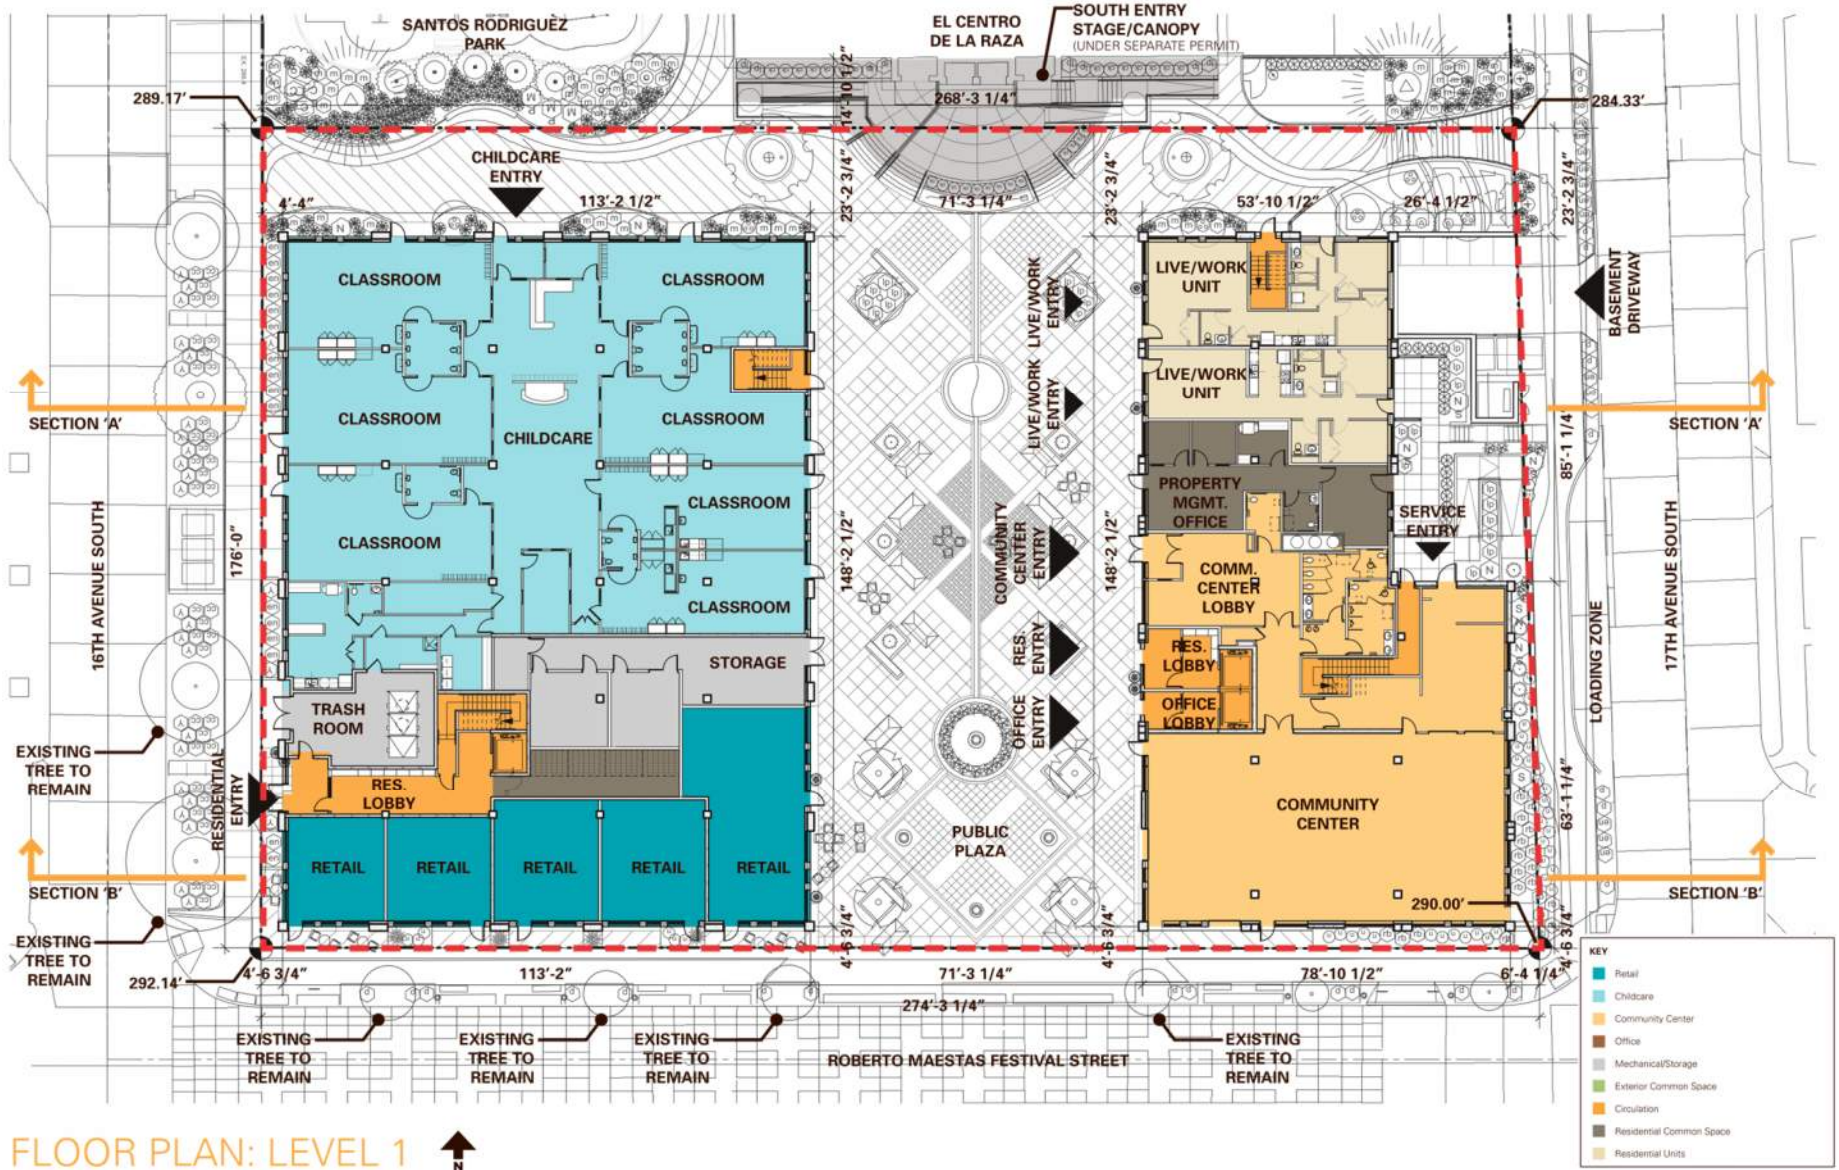 SANTOS RODRIGUEZ
PARK
EL CENTRO
DE LA RAZA
SOUTH ENTRY
STAGE/CANOPY
(UNDER SEPARATE PERMIT)
289.17'
14'-10 1/2"
268'-3 1/4"
284.33'
CHILDCARE
ENTRY
4'-4"
113'-2 1/2"
23'-2 3/4"
71'-3 1/4"
23'-2 3/4"
53'-10 1/2"
26'-4 1/2"
23'-2 3/4"
CLASSROOM
CLASSROOM
LIVE/WORK
ENTRY
LIVE/WORK
UNIT
BASEMENT
DRIVEWAY
SECTION 'A'
CLASSROOM
CHILDCARE
CLASSROOM
LIVE/WORK
ENTRY
LIVE/WORK
UNIT
85'-1 1/4"
SECTION 'A'
16TH AVENUE SOUTH
176'-0"
CLASSROOM
CLASSROOM
CLASSROOM
148'-2 1/2"
COMMUNITY
CENTER
ENTRY
148'-2 1/2"
PROPERTY
MGMT.
OFFICE
SERVICE
ENTRY
COMM.
CENTER
LOBBY
LOADING ZONE
17TH AVENUE SOUTH
STORAGE
RES.
ENTRY
RES.
LOBBY
TRASH
ROOM
OFFICE
ENTRY
OFFICE
LOBBY
EXISTING
TREE TO
REMAIN
RESIDENTIAL
ENTRY
RES.
LOBBY
COMMUNITY
CENTER
63'-1 1/4"
PUBLIC
PLAZA
SECTION 'B'
RETAIL
RETAIL
RETAIL
RETAIL
RETAIL
SECTION 'B'
290.00'
EXISTING
TREE TO
REMAIN
292.14'
4'-6 3/4"
113'-2"
4'-6 3/4"
71'-3 1/4"
4'-6 3/4"
78'-10 1/2"
6'-4 1/4"
4'-6 3/4"
274'-3 1/4"
EXISTING
TREE TO
REMAIN
EXISTING
TREE TO
REMAIN
EXISTING
TREE TO
REMAIN
ROBERTO MAESTAS FESTIVAL STREET
EXISTING
TREE TO
REMAIN
KEY
Retail
Childcare
Community Center
Office
Mechanical/Storage
Exterior Common Space
Circulation
Residential Common Space
Residential Units
FLOOR PLAN: LEVEL 1
N